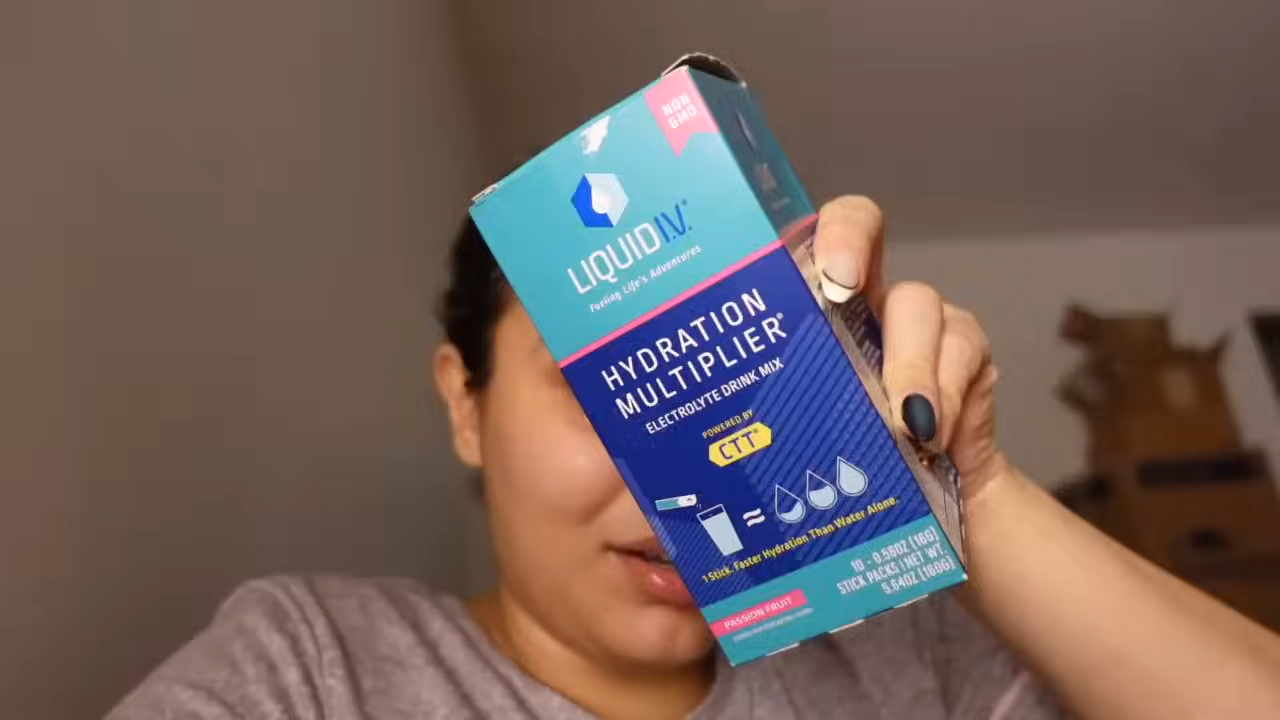 NON
GMO
LIQUID I.V.®
Fueling Life's Adventures
HYDRATION
MULTIPLIER®
ELECTROLYTE DRINK MIX
POWERED BY
CTT®
1 Stick. Faster Hydration Than Water Alone.
10 - 0.56OZ (16G)
STICK PACKS | NET WT.
5.64OZ (160G)
PASSION FRUIT